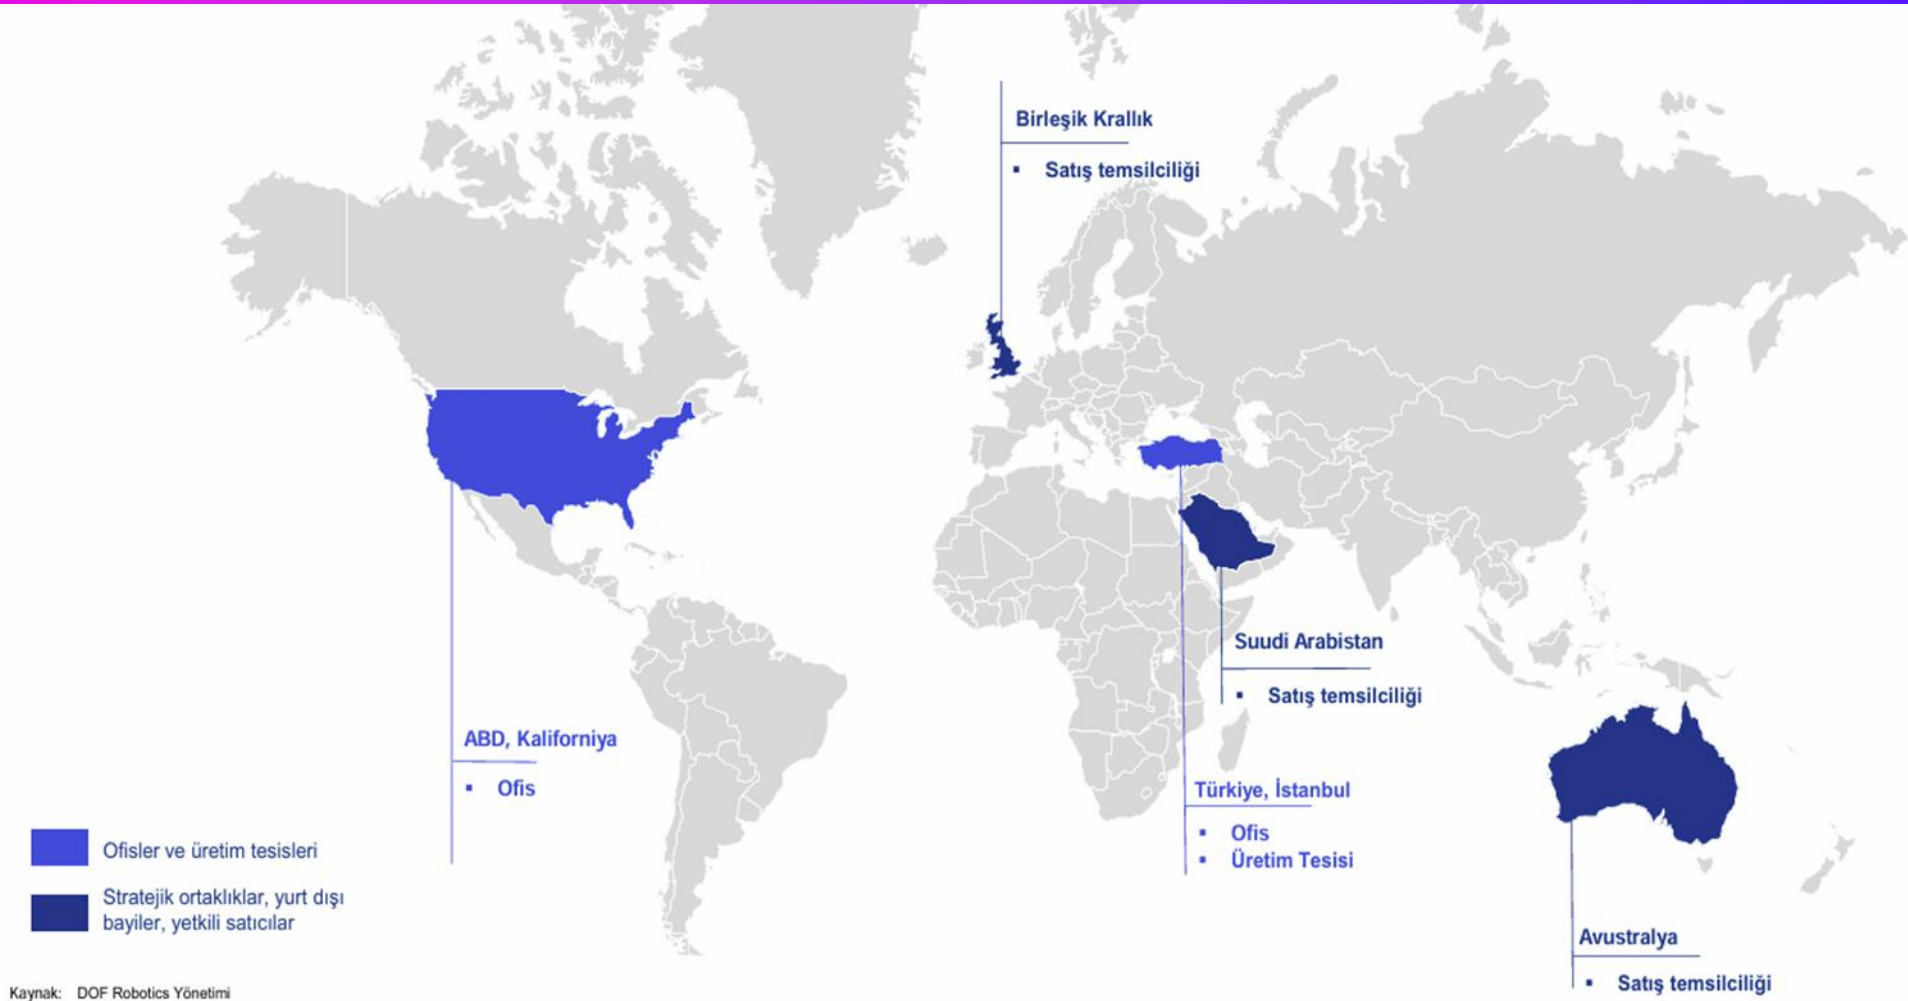 Birleşik Krallık
▪ Satış temsilciliği
Suudi Arabistan
▪ Satış temsilciliği
ABD, Kaliforniya
▪ Ofis
Türkiye, İstanbul
▪ Ofis
▪ Üretim Tesisi
Avustralya
▪ Satış temsilciliği
Ofisler ve üretim tesisleri
Stratejik ortaklıklar, yurt dışı
bayiler, yetkili satıcılar
Kaynak: DOF Robotics Yönetimi